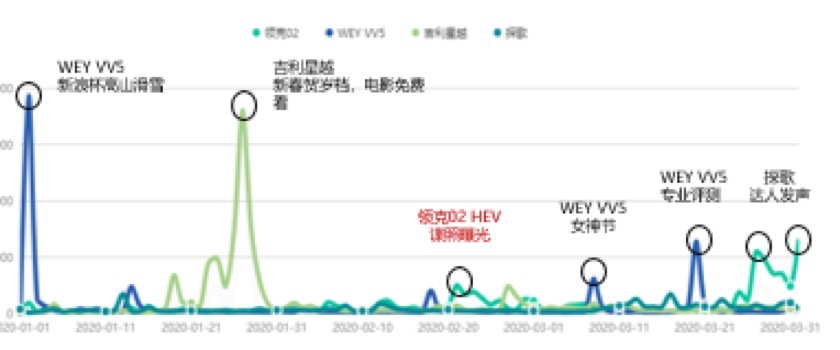 领克02 WEY VV5 吉利星越 探歌
WEY VV5
新浪杯高山滑雪
吉利星越
新春贺岁档，电影免费
看
领克02 HEV
谍照曝光
WEY VV5
女神节
WEY VV5
专业评测
探歌
达人发声
2020-01-01 2020-01-11 2020-01-21 2020-01-31 2020-02-10 2020-02-20 2020-03-01 2020-03-11 2020-03-21 2020-03-31